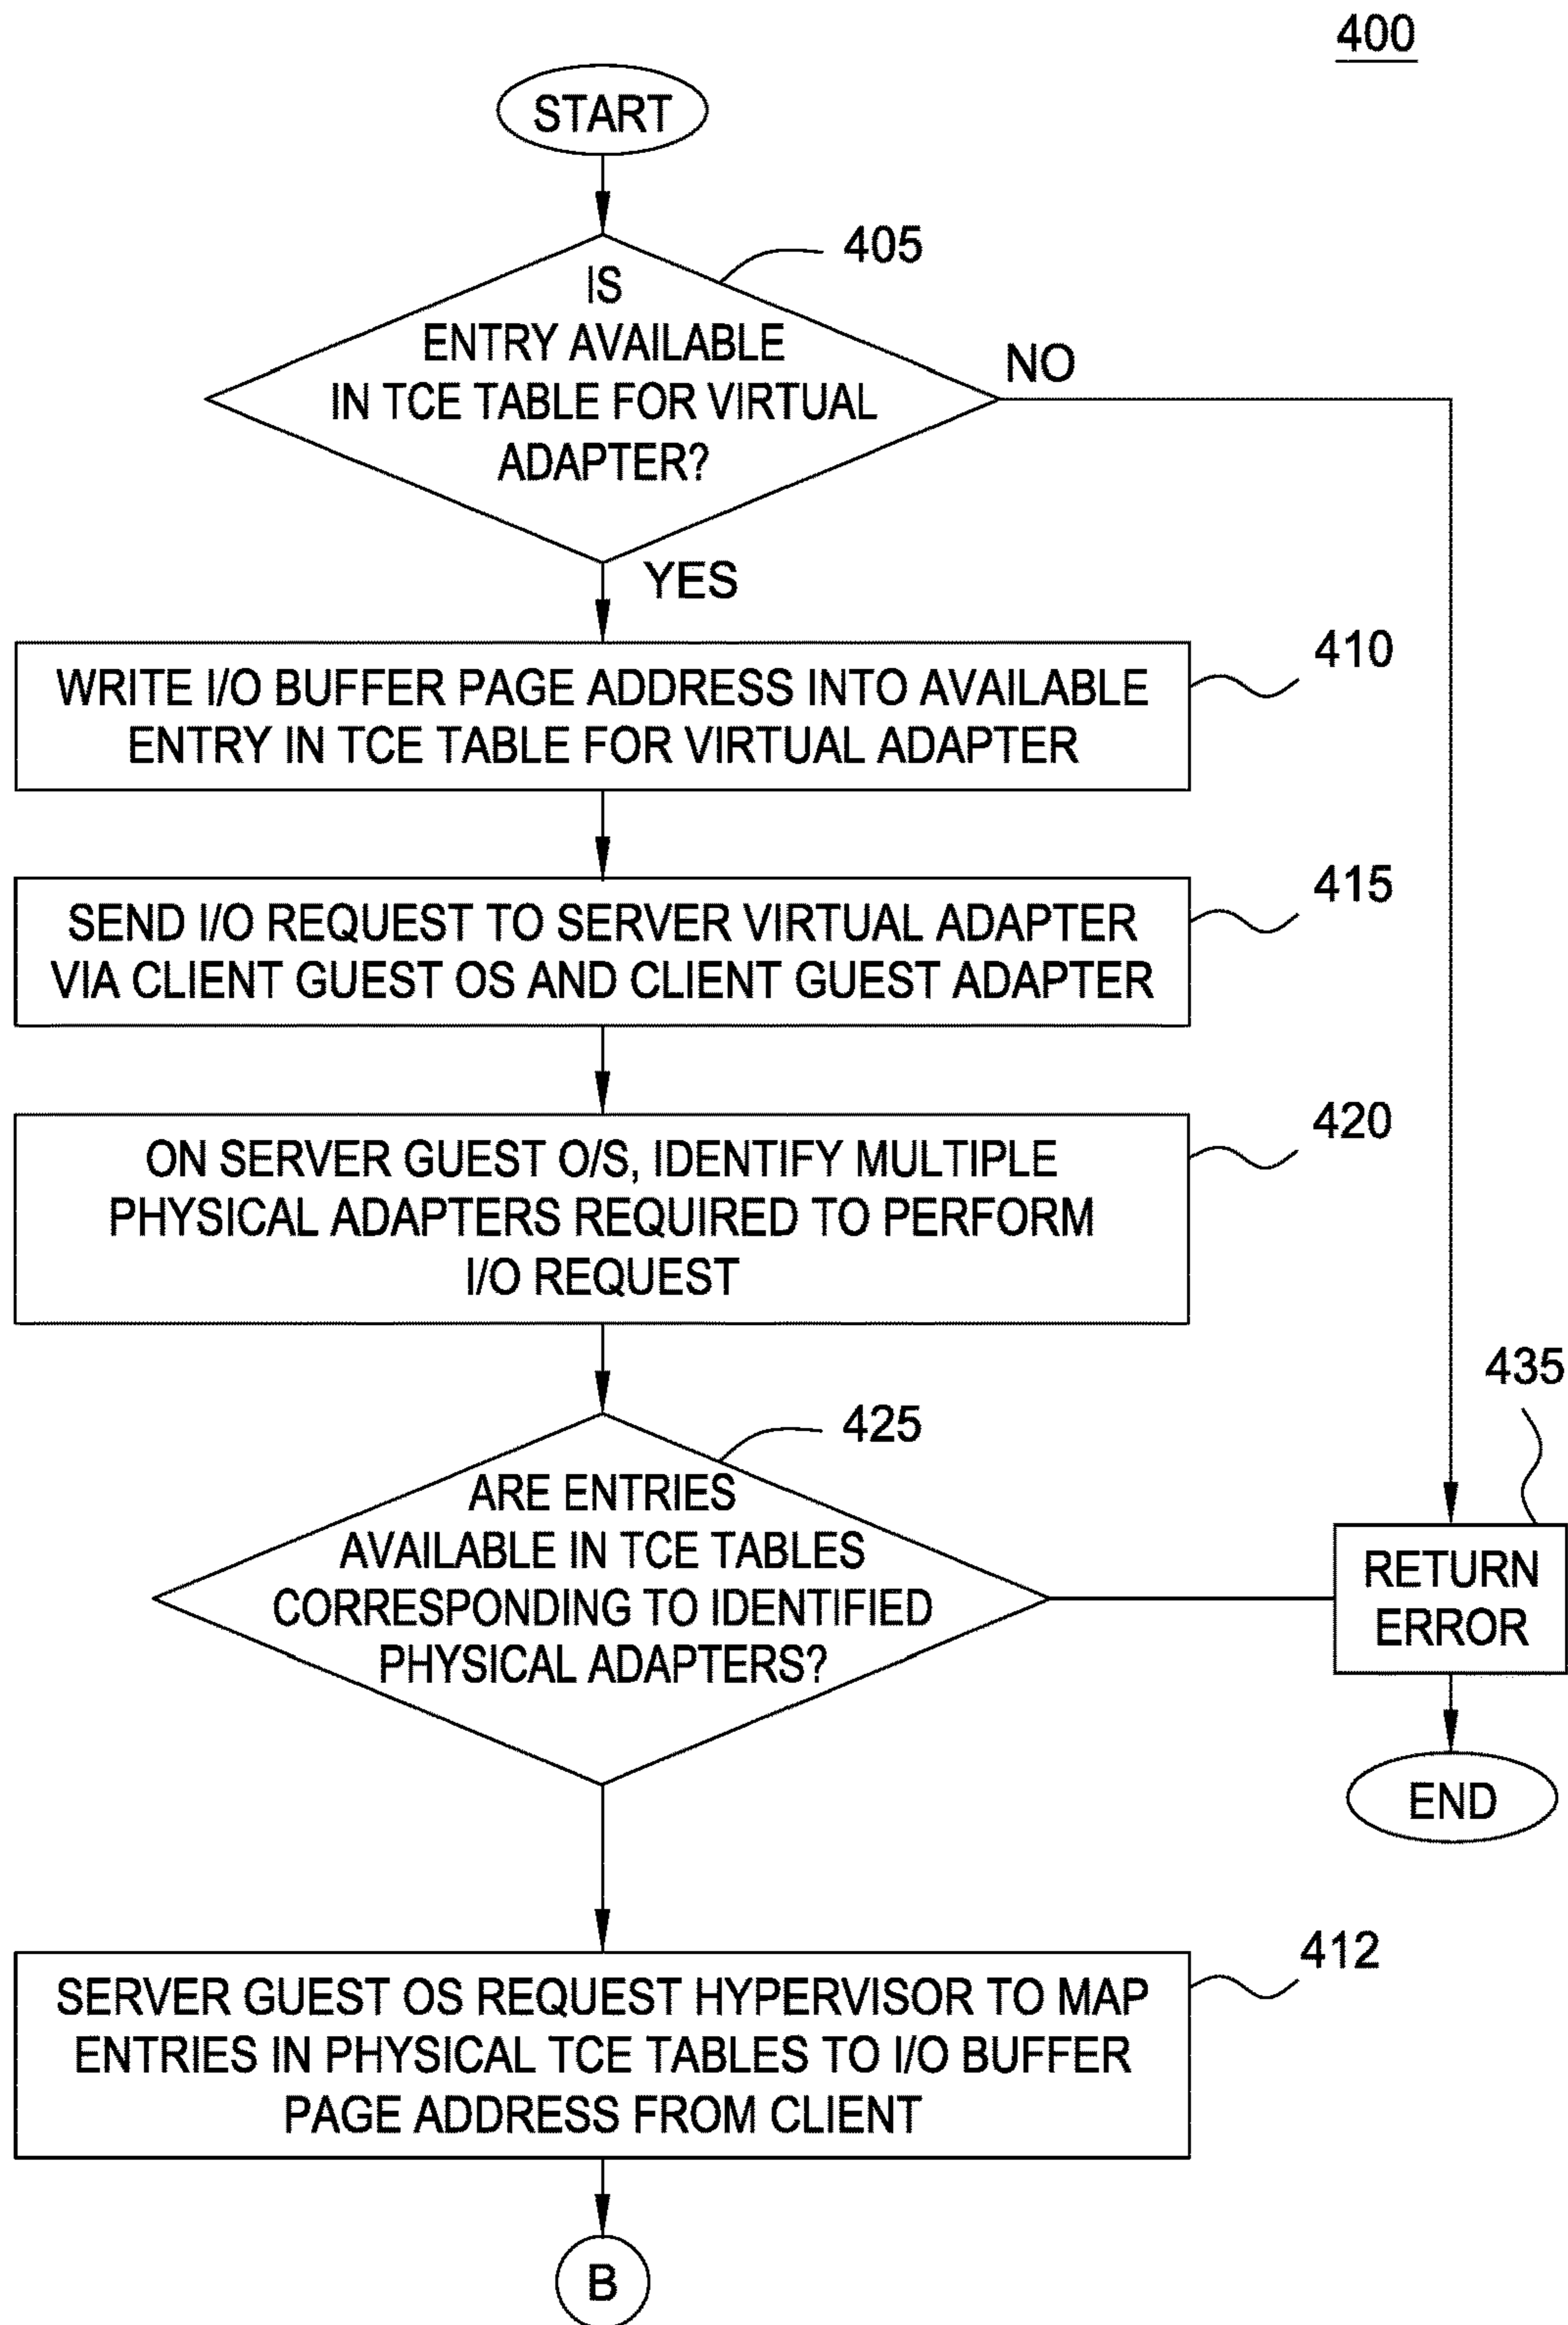 400
START
405
IS
ENTRY AVAILABLE
IN TCE TABLE FOR VIRTUAL
ADAPTER?
NO
YES
410
WRITE I/O BUFFER PAGE ADDRESS INTO AVAILABLE
ENTRY IN TCE TABLE FOR VIRTUAL ADAPTER
415
SEND I/O REQUEST TO SERVER VIRTUAL ADAPTER
VIA CLIENT GUEST OS AND CLIENT GUEST ADAPTER
420
ON SERVER GUEST O/S, IDENTIFY MULTIPLE
PHYSICAL ADAPTERS REQUIRED TO PERFORM
I/O REQUEST
425
ARE ENTRIES
AVAILABLE IN TCE TABLES
CORRESPONDING TO IDENTIFIED
PHYSICAL ADAPTERS?
435
RETURN
ERROR
END
412
SERVER GUEST OS REQUEST HYPERVISOR TO MAP
ENTRIES IN PHYSICAL TCE TABLES TO I/O BUFFER
PAGE ADDRESS FROM CLIENT
B